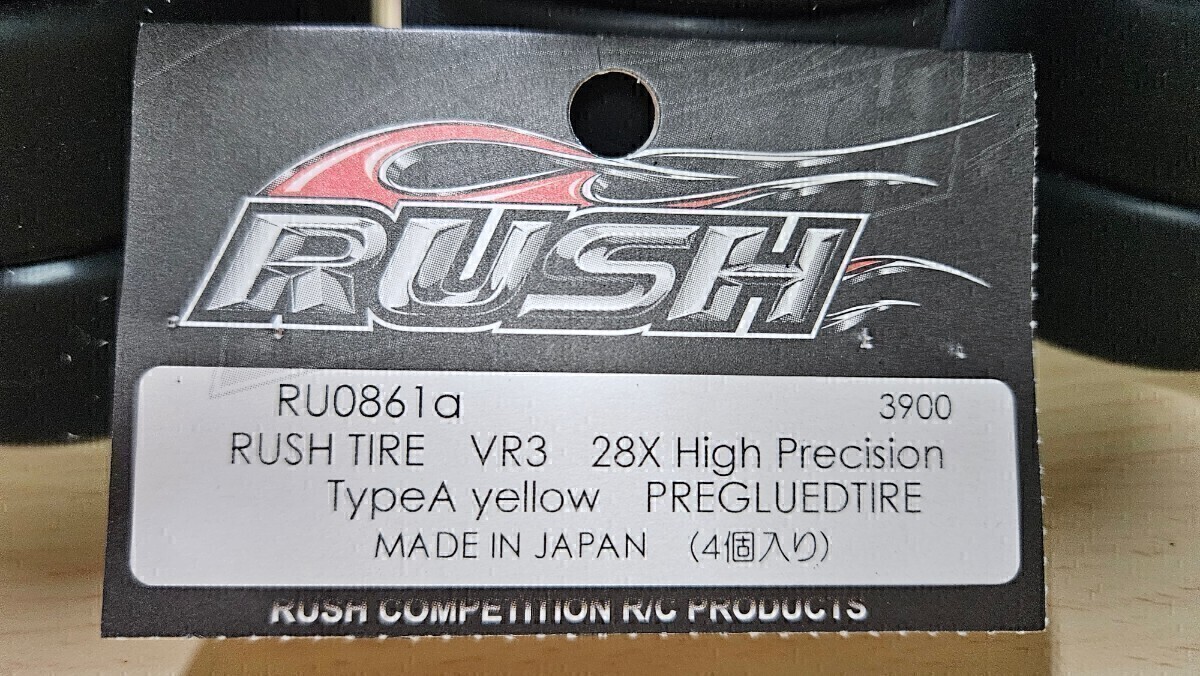 RUSH
RU0861a 3900
RUSH TIRE VR3 28X High Precision
TypeA yellow PREGLUEDTIRE
MADE IN JAPAN (4個入り)
RUSH COMPETITION R/C PRODUCTS